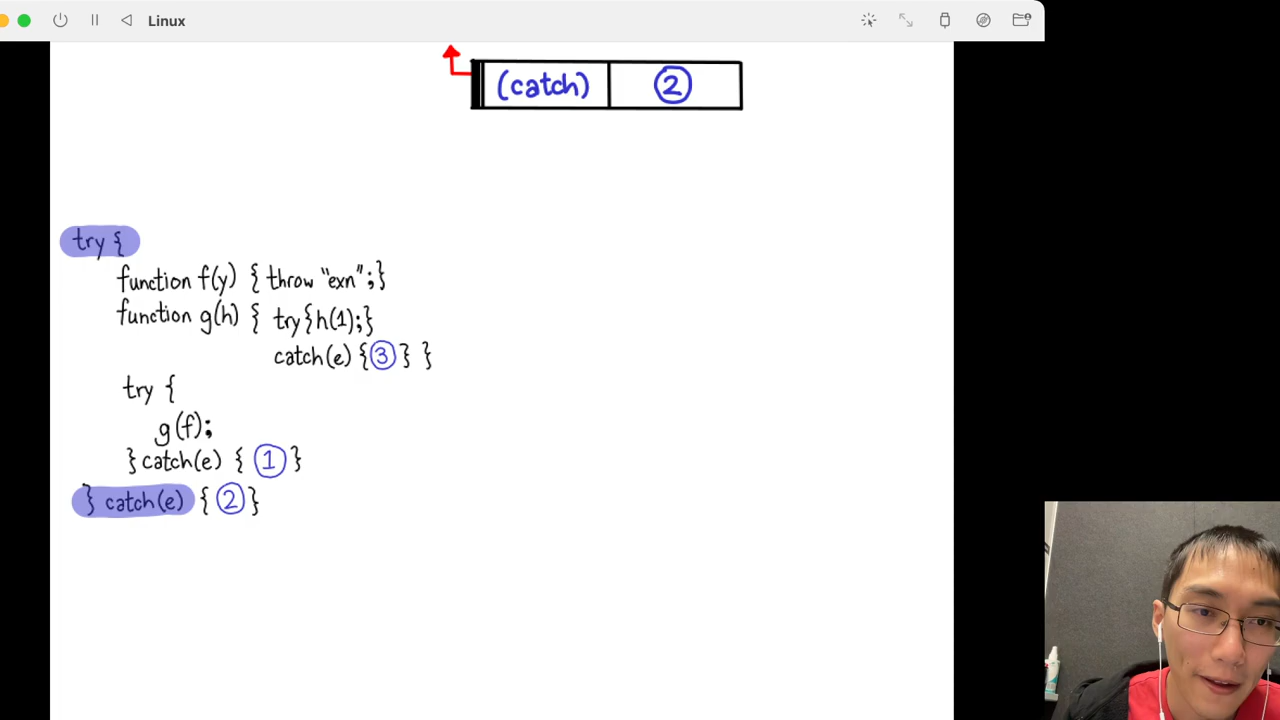 Linux
(catch) 2
try {
function f(y) { throw "exn"; }
function g(h) { try{h(1);}
catch(e) {3} }
try {
g(f);
} catch(e) { 1 }
} catch(e) { 2 }